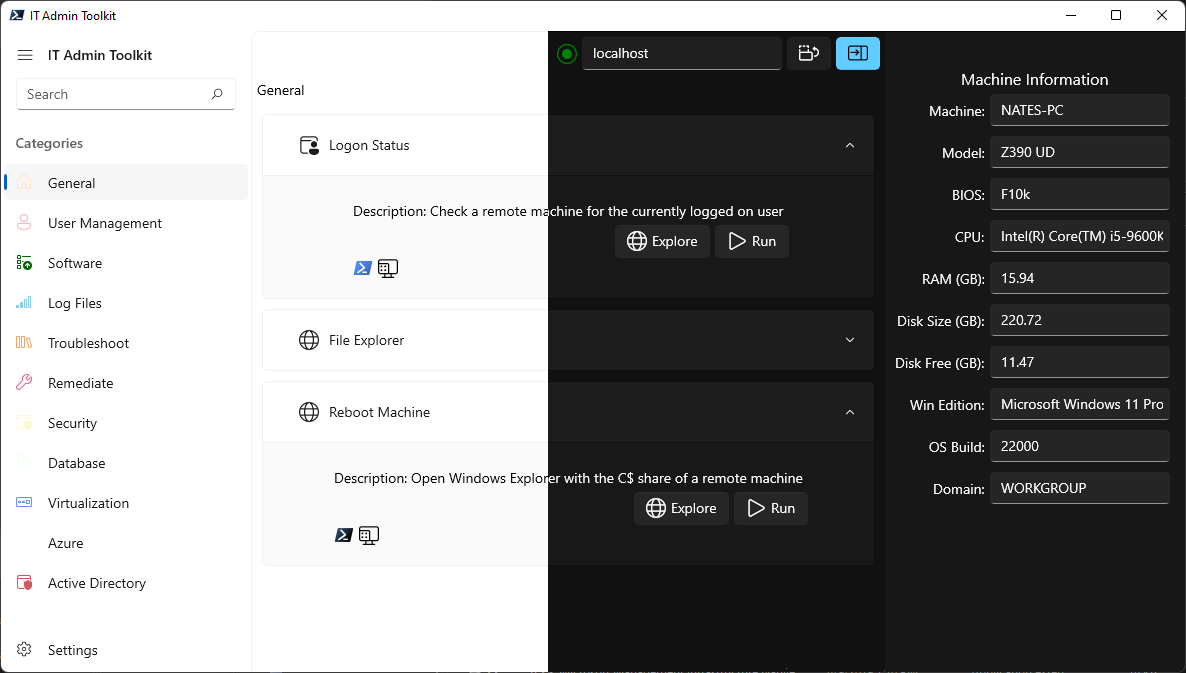 IT Admin Toolkit
IT Admin Toolkit
Search
Categories
General
User Management
Software
Log Files
Troubleshoot
Remediate
Security
Database
Virtualization
Azure
Active Directory
Settings
localhost
General
Logon Status
Description: Check a remote machine for the currently logged on user
Explore
Run
File Explorer
Reboot Machine
Description: Open Windows Explorer with the C$ share of a remote machine
Explore
Run
Machine Information
Machine: NATES-PC
Model: Z390 UD
BIOS: F10k
CPU: Intel(R) Core(TM) i5-9600K
RAM (GB): 15.94
Disk Size (GB): 220.72
Disk Free (GB): 11.47
Win Edition: Microsoft Windows 11 Pro
OS Build: 22000
Domain: WORKGROUP